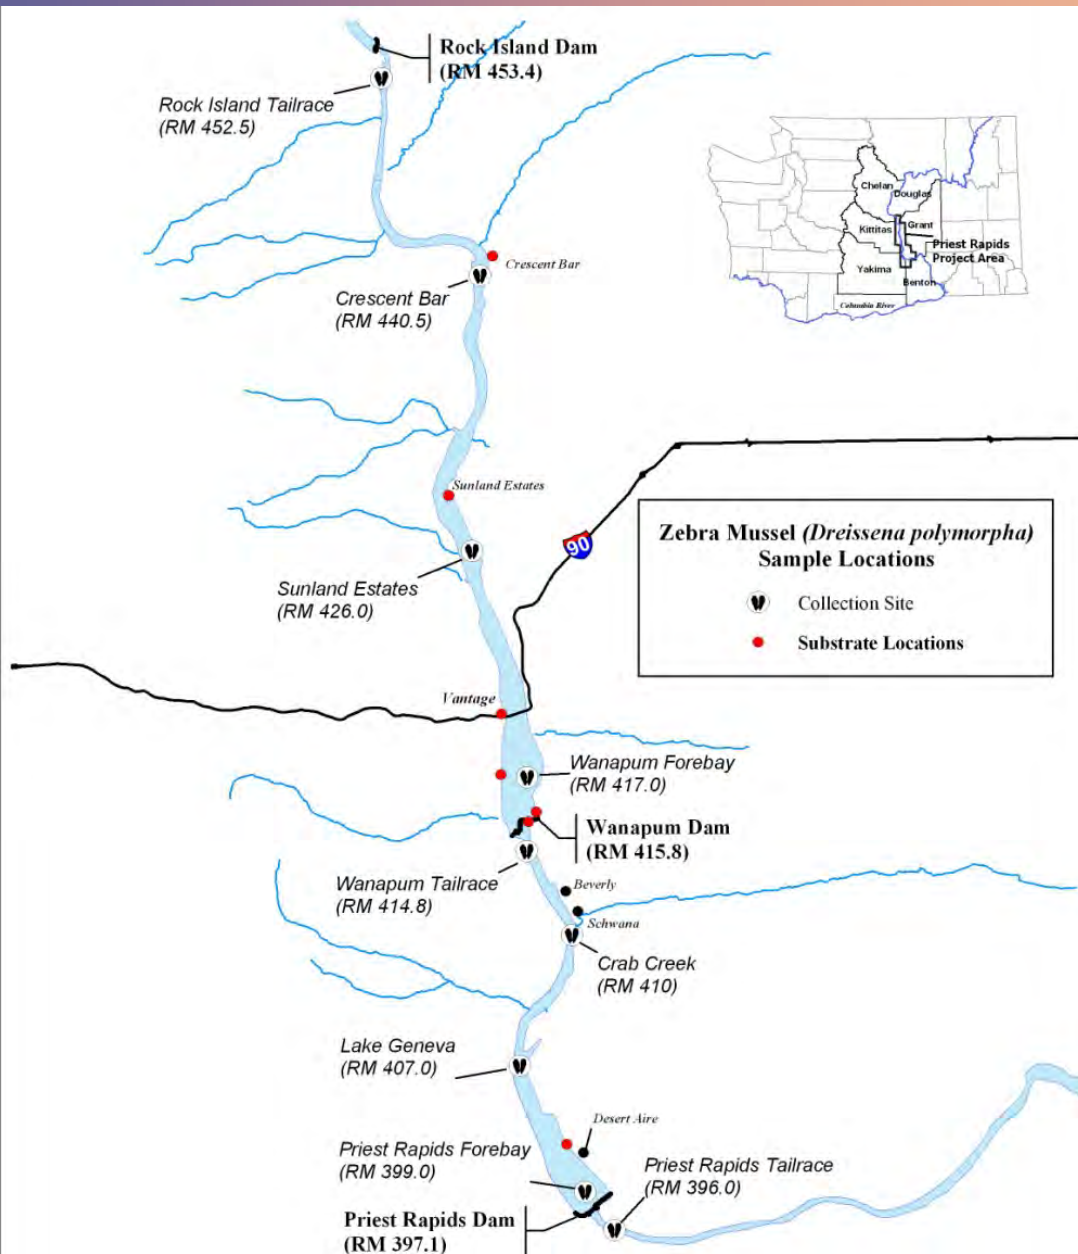 Rock Island Dam
(RM 453.4)
Rock Island Tailrace
(RM 452.5)
Chelan
Douglas
Kittitas
Grant
Priest Rapids
Project Area
Yakima
Benton
Columbia River
Crescent Bar
Crescent Bar
(RM 440.5)
Sunland Estates
90
Zebra Mussel (Dreissena polymorpha)
Sample Locations
Collection Site
Substrate Locations
Sunland Estates
(RM 426.0)
Vantage
Wanapum Forebay
(RM 417.0)
Wanapum Dam
(RM 415.8)
Wanapum Tailrace
(RM 414.8)
Beverly
Schwana
Crab Creek
(RM 410)
Lake Geneva
(RM 407.0)
Desert Aire
Priest Rapids Forebay
(RM 399.0)
Priest Rapids Tailrace
(RM 396.0)
Priest Rapids Dam
(RM 397.1)